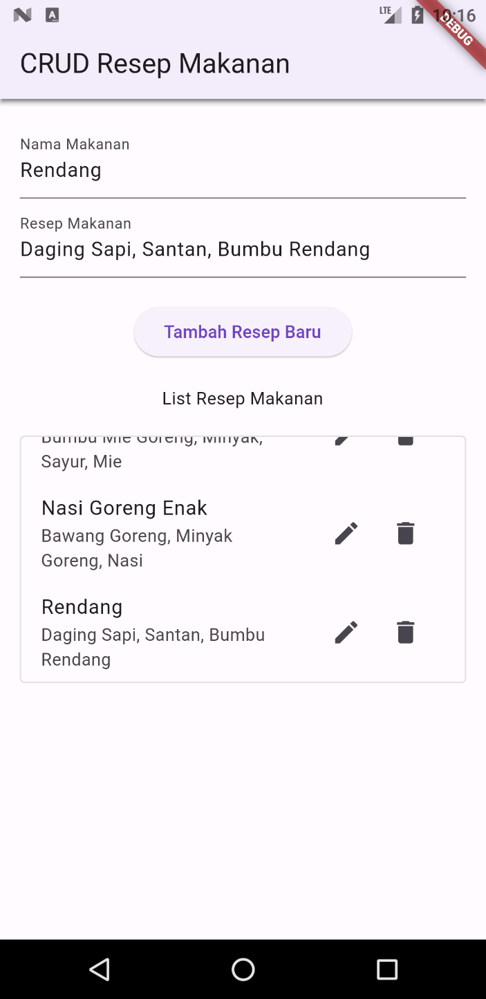 LTE
10:16
DEBUG
CRUD Resep Makanan
Nama Makanan
Rendang
Resep Makanan
Daging Sapi, Santan, Bumbu Rendang
Tambah Resep Baru
List Resep Makanan
Bumbu Mie Goreng, Minyak,
Sayur, Mie
Nasi Goreng Enak
Bawang Goreng, Minyak
Goreng, Nasi
Rendang
Daging Sapi, Santan, Bumbu
Rendang